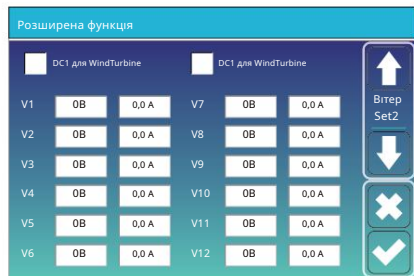 Розширена функція
DC1 для WindTurbine DC1 для WindTurbine
V1 0В 0,0 А V7 0В 0,0 А
V2 0В 0,0 А V8 0В 0,0 А
V3 0В 0,0 А V9 0В 0,0 А
V4 0В 0,0 А V10 0В 0,0 А
V5 0В 0,0 А V11 0В 0,0 А
V6 0В 0,0 А V12 0В 0,0 А
Вітер
Set2